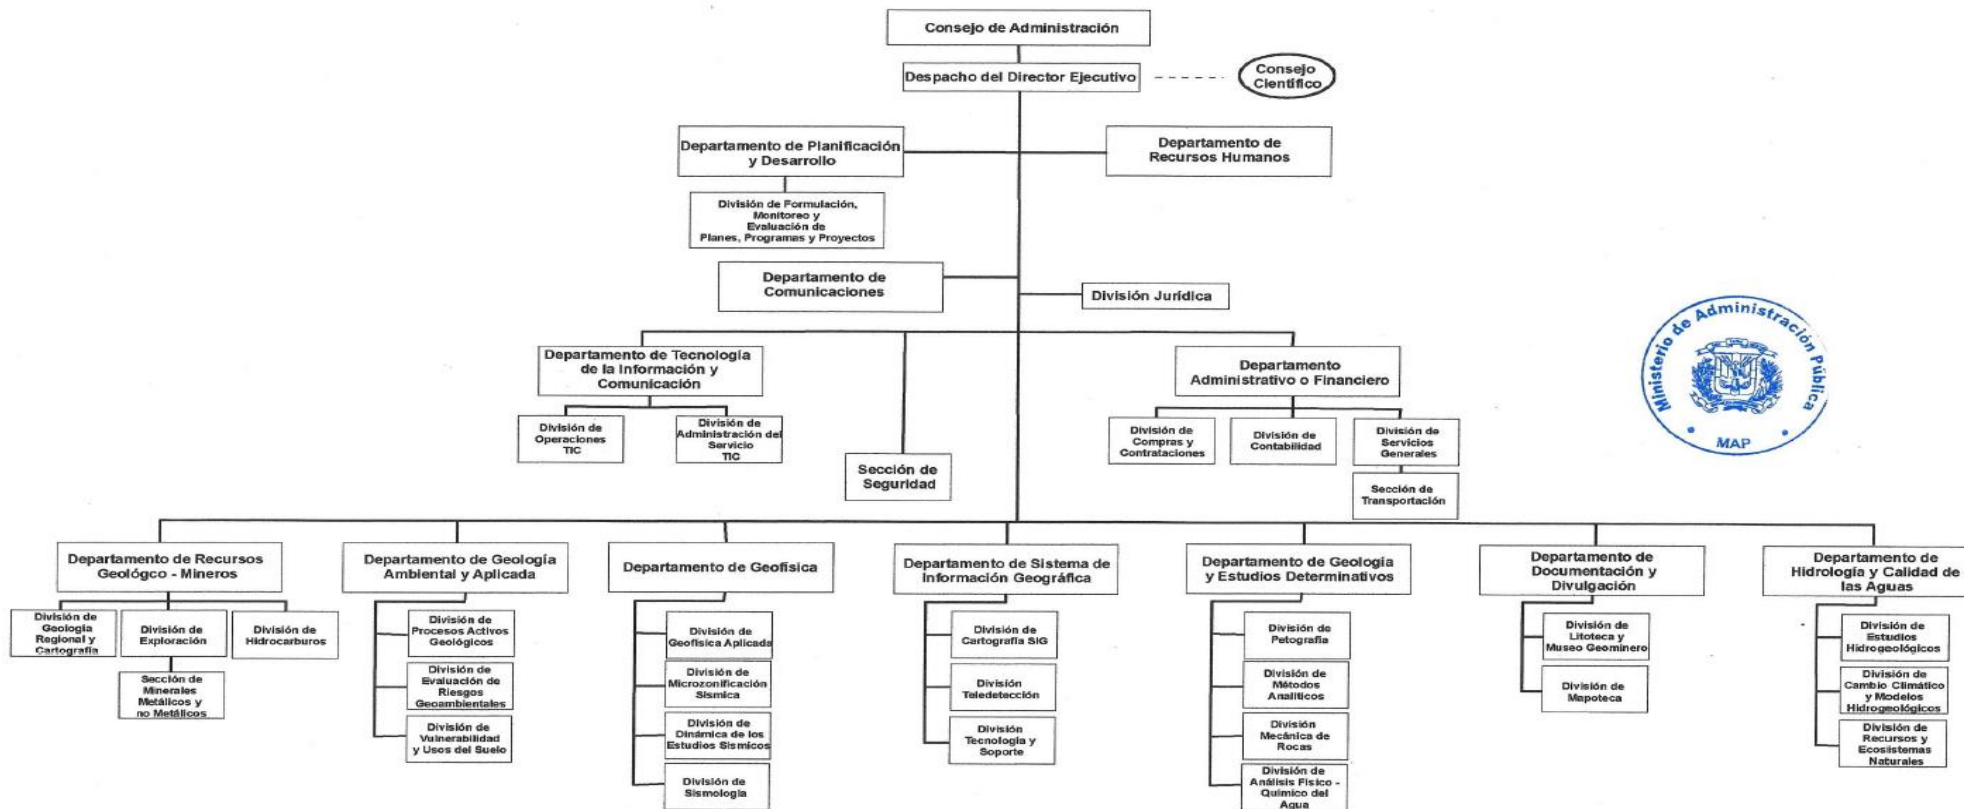 Consejo de Administración
Despacho del Director Ejecutivo
Consejo
Científico
Departamento de Planificación
y Desarrollo
Departamento de
Recursos Humanos
División de Formulación,
Monitoreo y
Evaluación de
Planes, Programas y Proyectos
Departamento de
Comunicaciones
División Jurídica
Ministerio de Administración Pública
MAP
Departamento de Tecnología
de la Información y
Comunicación
Departamento
Administrativo o Financiero
División de
Operaciones
TIC
División de
Administración del
Servicio
TIC
Sección de
Seguridad
División de
Compras y
Contrataciones
División de
Contabilidad
División de
Servicios
Generales
Sección de
Transportación
Departamento de Recursos
Geológco - Mineros
Departamento de Geología
Ambiental y Aplicada
Departamento de Geofísica
Departamento de Sistema de
Información Geográfica
Departamento de Geología
y Estudios Determinativos
Departamento de
Documentación y
Divulgación
Departamento de
Hidrología y Calidad de
las Aguas
División de
Geología
Regional y
Cartografía
División de
Exploración
División de
Hidrocarburos
Sección de
Minerales
Metálicos y
no Metálicos
División de
Procesos Activos
Geológicos
División de
Evaluación de
Riesgos
Geoambientales
División de
Vulnerabilidad
y Usos del Suelo
División de
Geofísica Aplicada
División de
Microzonificación
Sísmica
División de
Dinámica de los
Estudios Sísmicos
División de
Sismología
División de
Cartografía SIG
División
Teledetección
División
Tecnología y
Soporte
División de
Petografía
División de
Métodos
Analíticos
División
Mecánica de
Rocas
División de
Análisis Físico -
Químico del
Agua
División de
Litoteca y
Museo Geominero
División de
Mapoteca
División de
Estudios
Hidrogeológicos
División de
Cambio Climático
y Modelos
Hidrogeológicos
División de
Recursos y
Ecosistemas
Naturales